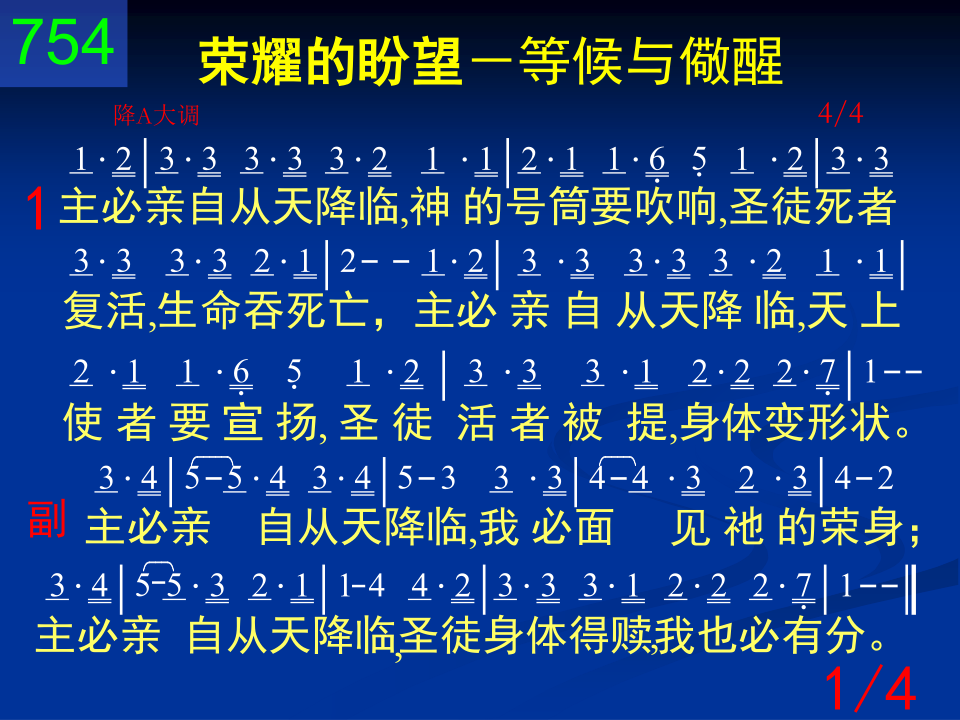 754
荣耀的盼望－等候与儆醒
降A大调 4/4
1·2|3·3 3·3 3·2 1·1|2·1 1·6 5 1·2|3·3
1 主必亲自从天降临,神的号筒要吹响,圣徒死者
3·3 3·3 2·1|2-- 1·2|3·3 3·3 3·2 1·1|
复活,生命吞死亡，主必亲自从天降临,天上
2·1 1·6 5 1·2|3·3 3·1 2·2 2·7|1--
使者要宣扬,圣徒活者被提,身体变形状。
3·4|5-5·4 3·4|5-3 3·3|4-4·3 2·3|4-2
副 主必亲 自从天降临,我必面 见祂的荣身；
3·4|5-5·3 2·1|1-4 4·2|3·3 3·1 2·2 2·7|1--‖
主必亲 自从天降临,圣徒身体得赎,我也必有分。
1/4